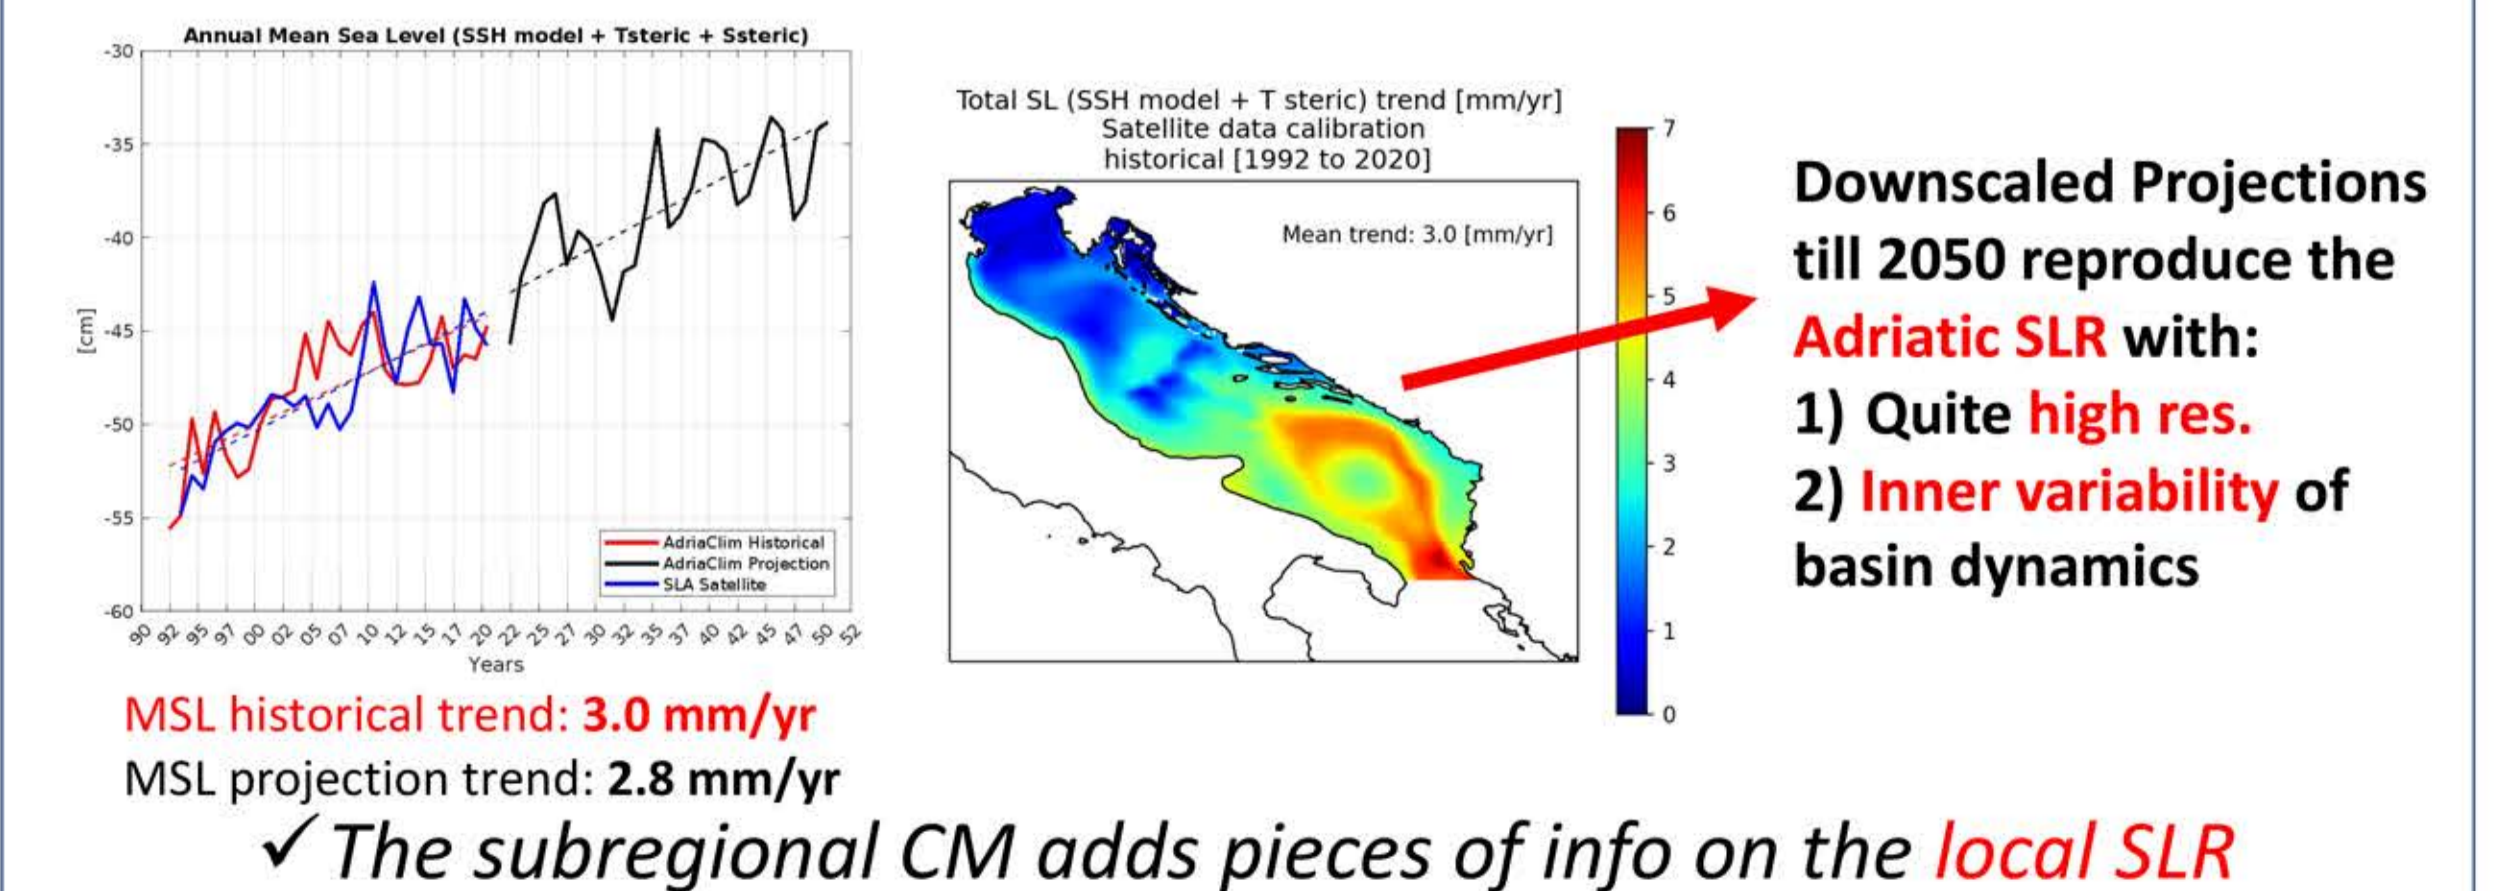 Annual Mean Sea Level (SSH model + Tsteric + Ssteric)
-30
-35
-40
-45
-50
-55
-60
[cm]
90 92 95 97 00 02 05 07 10 12 15 17 20 22 25 27 30 32 35 37 40 42 45 47 50 52
Years
AdriaClim Historical
AdriaClim Projection
SLA Satellite
MSL historical trend: 3.0 mm/yr
MSL projection trend: 2.8 mm/yr
Total SL (SSH model + T steric) trend [mm/yr]
Satellite data calibration
historical [1992 to 2020]
Mean trend: 3.0 [mm/yr]
7
6
5
4
3
2
1
0
Downscaled Projections
till 2050 reproduce the
Adriatic SLR with:
1) Quite high res.
2) Inner variability of
basin dynamics
✓ The subregional CM adds pieces of info on the local SLR